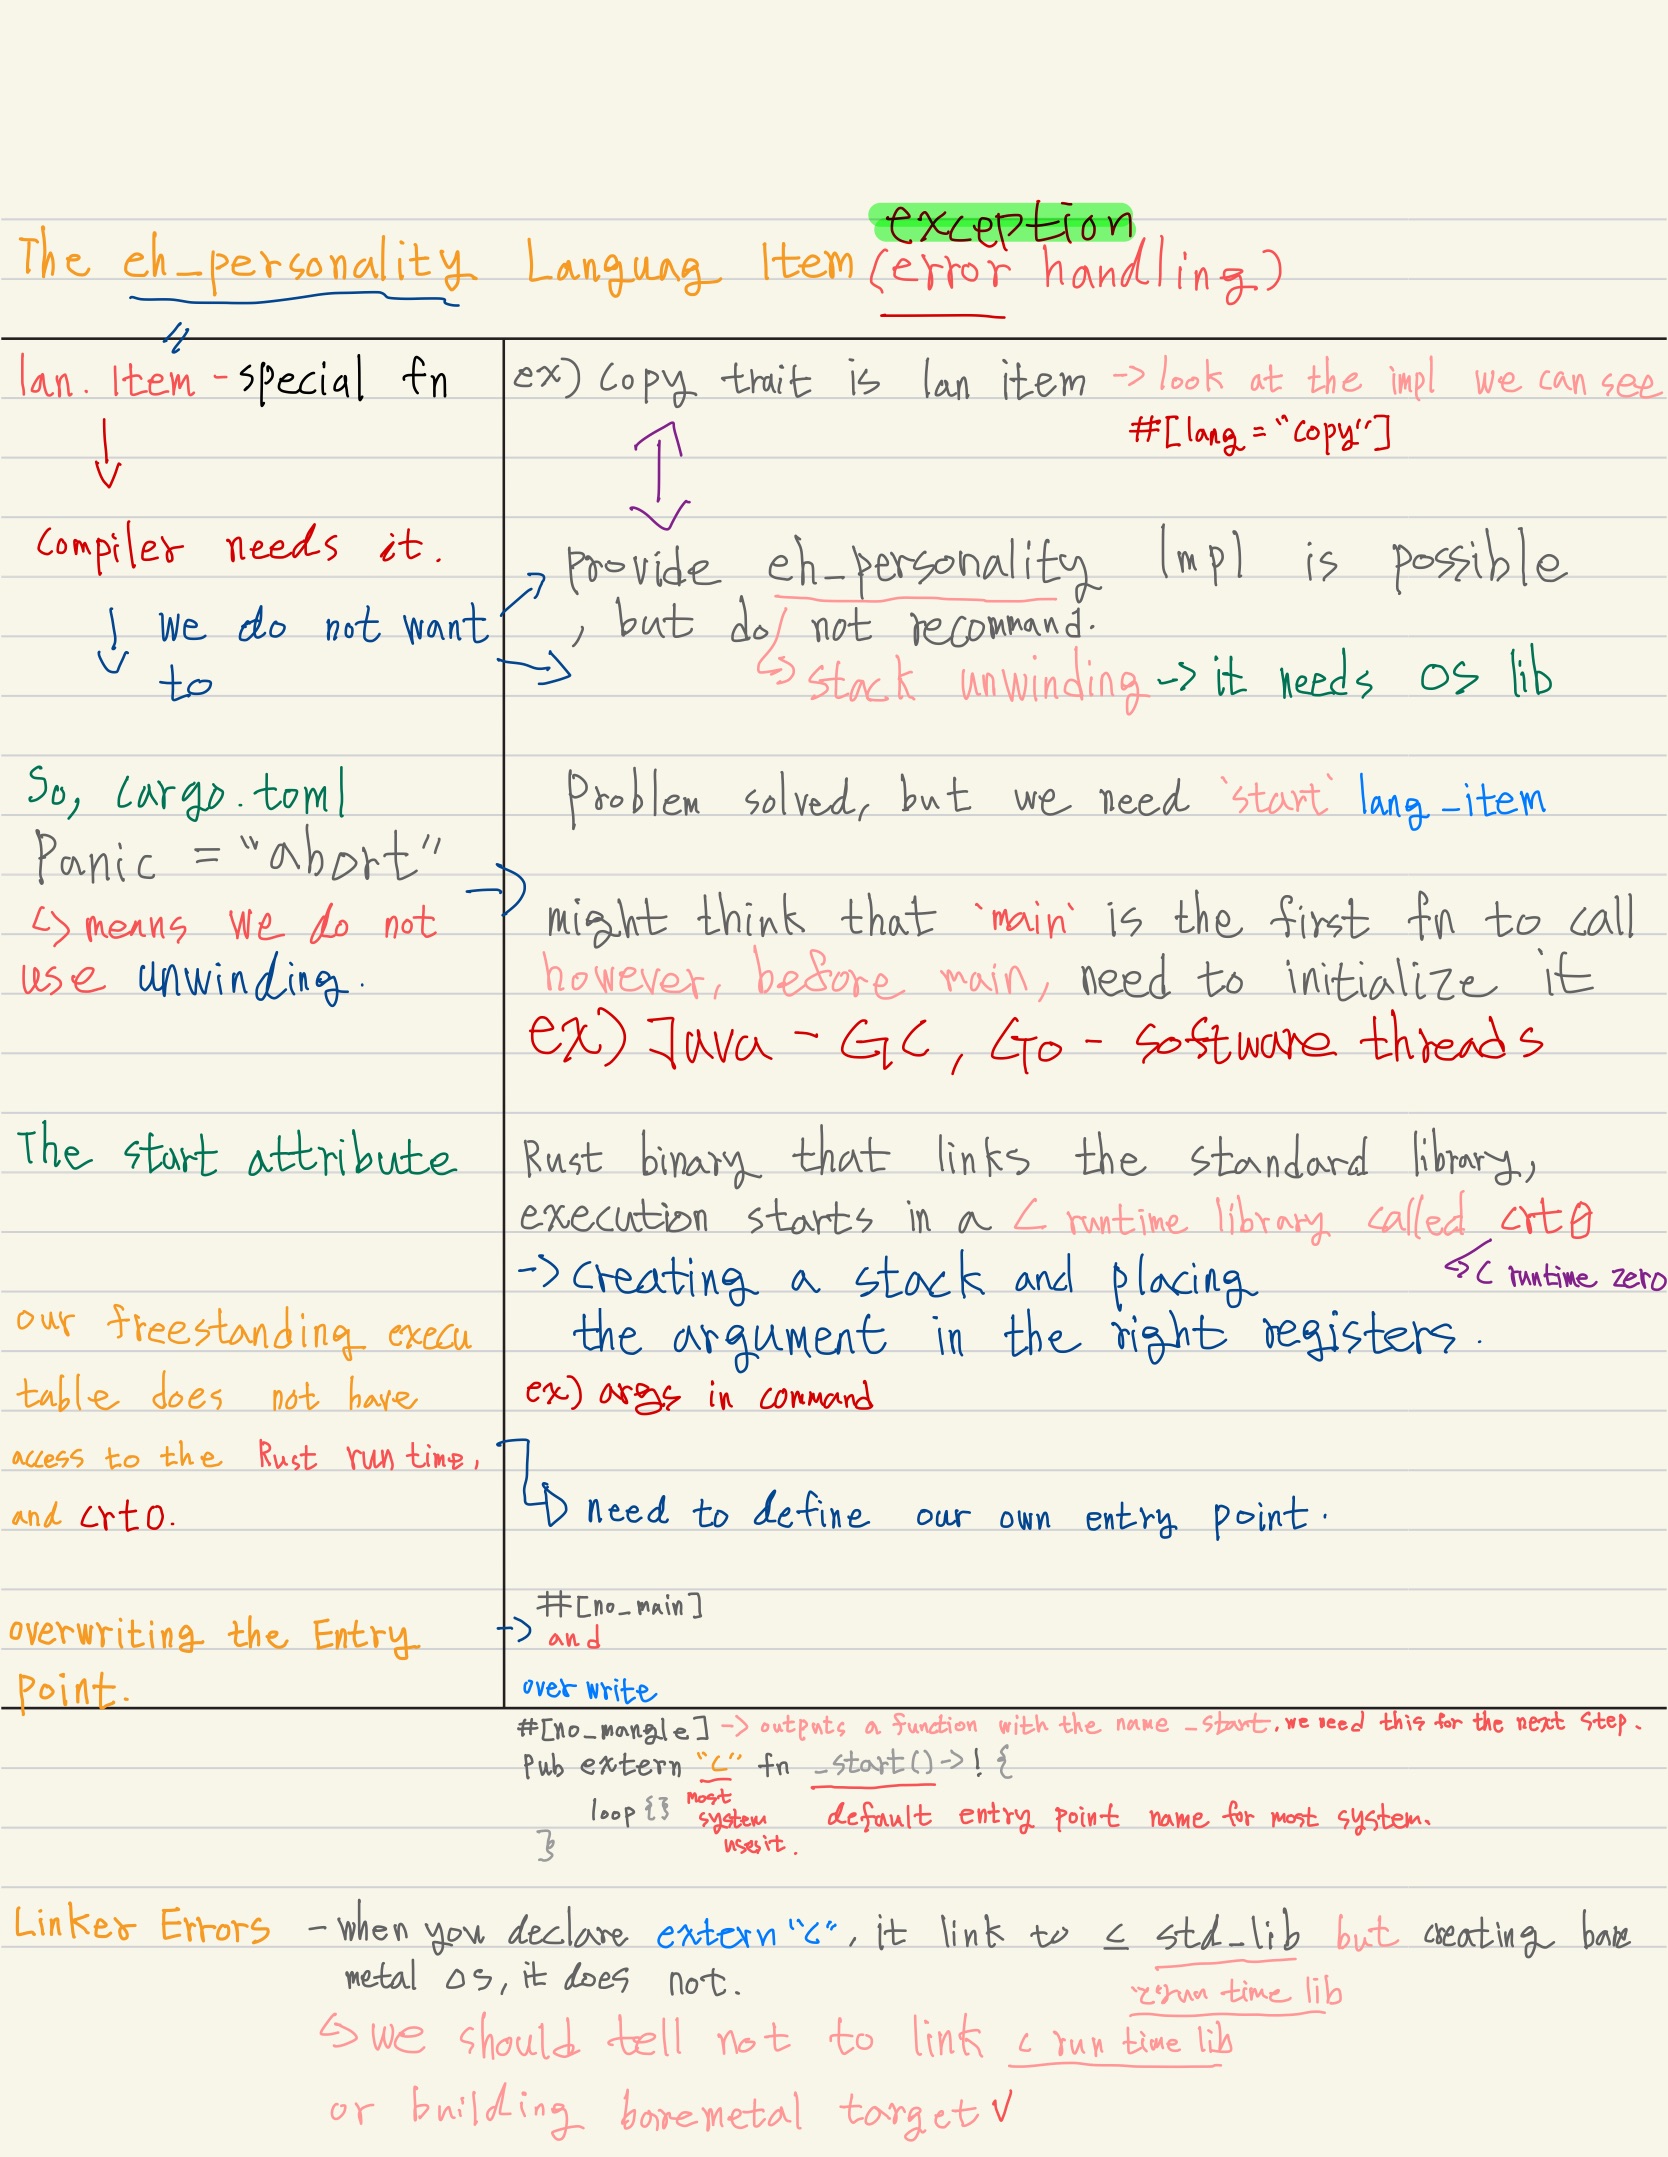 exception
The eh_personality Languag Item (error handling)
lan. Item - special fn
ex) Copy trait is lan item -> look at the impl we can see
#[lang = "copy"]
Compiler needs it.
Provide eh_personality Impl is possible
we do not want
, but do not recommand.
to
stack unwinding -> it needs OS lib
So, Cargo.toml
Problem solved, but we need `start` lang_item
Panic = "abort"
means we do not
might think that `main` is the first fn to call
use unwinding.
however, before main, need to initialize it
ex) Java - GC, Go - software threads
The start attribute
Rust binary that links the standard library,
execution starts in a C runtime library called crt0
C runtime zero
-> Creating a stack and placing
our freestanding execu
the argument in the right registers.
table does not have
ex) args in command
access to the Rust run time,
and crt0.
need to define our own entry point.
#[no_main]
overwriting the Entry
-> and
Point.
over write
#[no_mangle] -> outputs a function with the name _start, we need this for the next step.
Pub extern "C" fn _start() -> ! {
loop {}
most
system
uses it.
default entry point name for most system.
}
Linker Errors - when you declare extern "C", it link to C std_lib but creating bare
metal OS, it does not.
run time lib
we should tell not to link C run time lib
or building baremetal target ✓